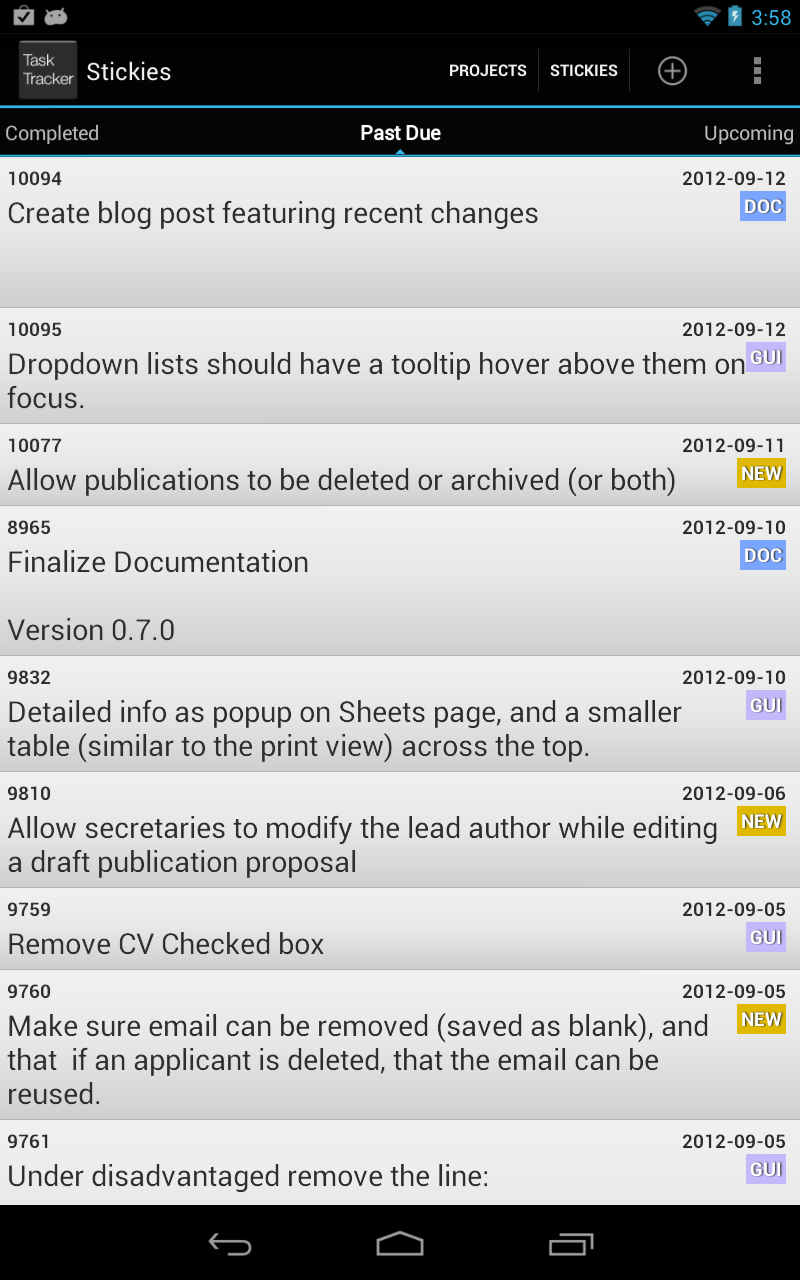 3:58
Task
Tracker
Stickies
PROJECTS
STICKIES
Completed
Past Due
Upcoming
10094
2012-09-12
Create blog post featuring recent changes
DOC
10095
2012-09-12
Dropdown lists should have a tooltip hover above them on
focus.
GUI
10077
2012-09-11
Allow publications to be deleted or archived (or both)
NEW
8965
2012-09-10
Finalize Documentation
DOC
Version 0.7.0
9832
2012-09-10
Detailed info as popup on Sheets page, and a smaller
table (similar to the print view) across the top.
GUI
9810
2012-09-06
Allow secretaries to modify the lead author while editing
a draft publication proposal
NEW
9759
2012-09-05
Remove CV Checked box
GUI
9760
2012-09-05
Make sure email can be removed (saved as blank), and
that  if an applicant is deleted, that the email can be
reused.
NEW
9761
2012-09-05
Under disadvantaged remove the line:
GUI